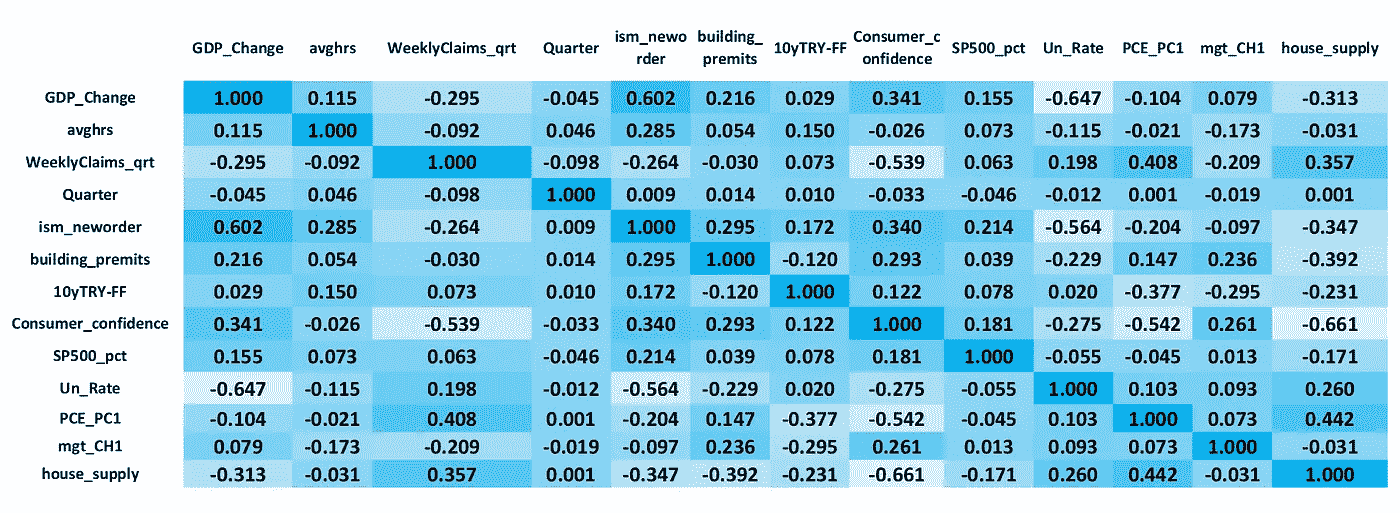 GDP_Change avghrs WeeklyClaims_qrt Quarter ism_newo building_ 10yTRY-FF Consumer_c SP500_pct Un_Rate PCE_PC1 mgt_CH1 house_supply
rder premits onfidence
GDP_Change 1.000 0.115 -0.295 -0.045 0.602 0.216 0.029 0.341 0.155 -0.647 -0.104 0.079 -0.313
avghrs 0.115 1.000 -0.092 0.046 0.285 0.054 0.150 -0.026 0.073 -0.115 -0.021 -0.173 -0.031
WeeklyClaims_qrt -0.295 -0.092 1.000 -0.098 -0.264 -0.030 0.073 -0.539 0.063 0.198 0.408 -0.209 0.357
Quarter -0.045 0.046 -0.098 1.000 0.009 0.014 0.010 -0.033 -0.046 -0.012 0.001 -0.019 0.001
ism_neworder 0.602 0.285 -0.264 0.009 1.000 0.295 0.172 0.340 0.214 -0.564 -0.204 -0.097 -0.347
building_premits 0.216 0.054 -0.030 0.014 0.295 1.000 -0.120 0.293 0.039 -0.229 0.147 0.236 -0.392
10yTRY-FF 0.029 0.150 0.073 0.010 0.172 -0.120 1.000 0.122 0.078 0.020 -0.377 -0.295 -0.231
Consumer_confidence 0.341 -0.026 -0.539 -0.033 0.340 0.293 0.122 1.000 0.181 -0.275 -0.542 0.261 -0.661
SP500_pct 0.155 0.073 0.063 -0.046 0.214 0.039 0.078 0.181 1.000 -0.055 -0.045 0.013 -0.171
Un_Rate -0.647 -0.115 0.198 -0.012 -0.564 -0.229 0.020 -0.275 -0.055 1.000 0.103 0.093 0.260
PCE_PC1 -0.104 -0.021 0.408 0.001 -0.204 0.147 -0.377 -0.542 -0.045 0.103 1.000 0.073 0.442
mgt_CH1 0.079 -0.173 -0.209 -0.019 -0.097 0.236 -0.295 0.261 0.013 0.093 0.073 1.000 -0.031
house_supply -0.313 -0.031 0.357 0.001 -0.347 -0.392 -0.231 -0.661 -0.171 0.260 0.442 -0.031 1.000